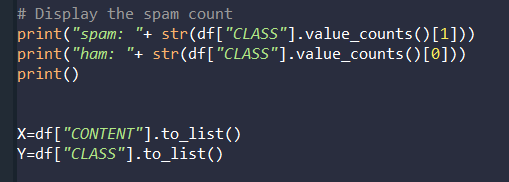 # Display the spam count
print("spam: "+ str(df["CLASS"].value_counts()[1]))
print("ham: "+ str(df["CLASS"].value_counts()[0]))
print()
X=df["CONTENT"].to_list()
Y=df["CLASS"].to_list()